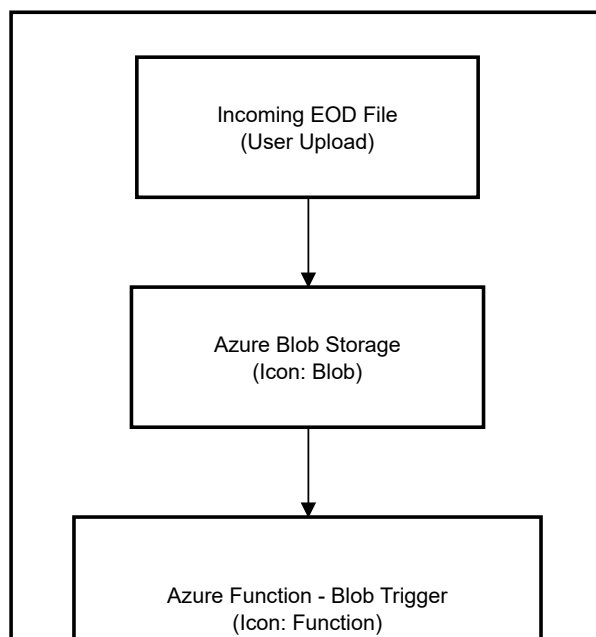 Incoming EOD File
(User Upload)
Azure Blob Storage
(Icon: Blob)
Azure Function - Blob Trigger
(Icon: Function)